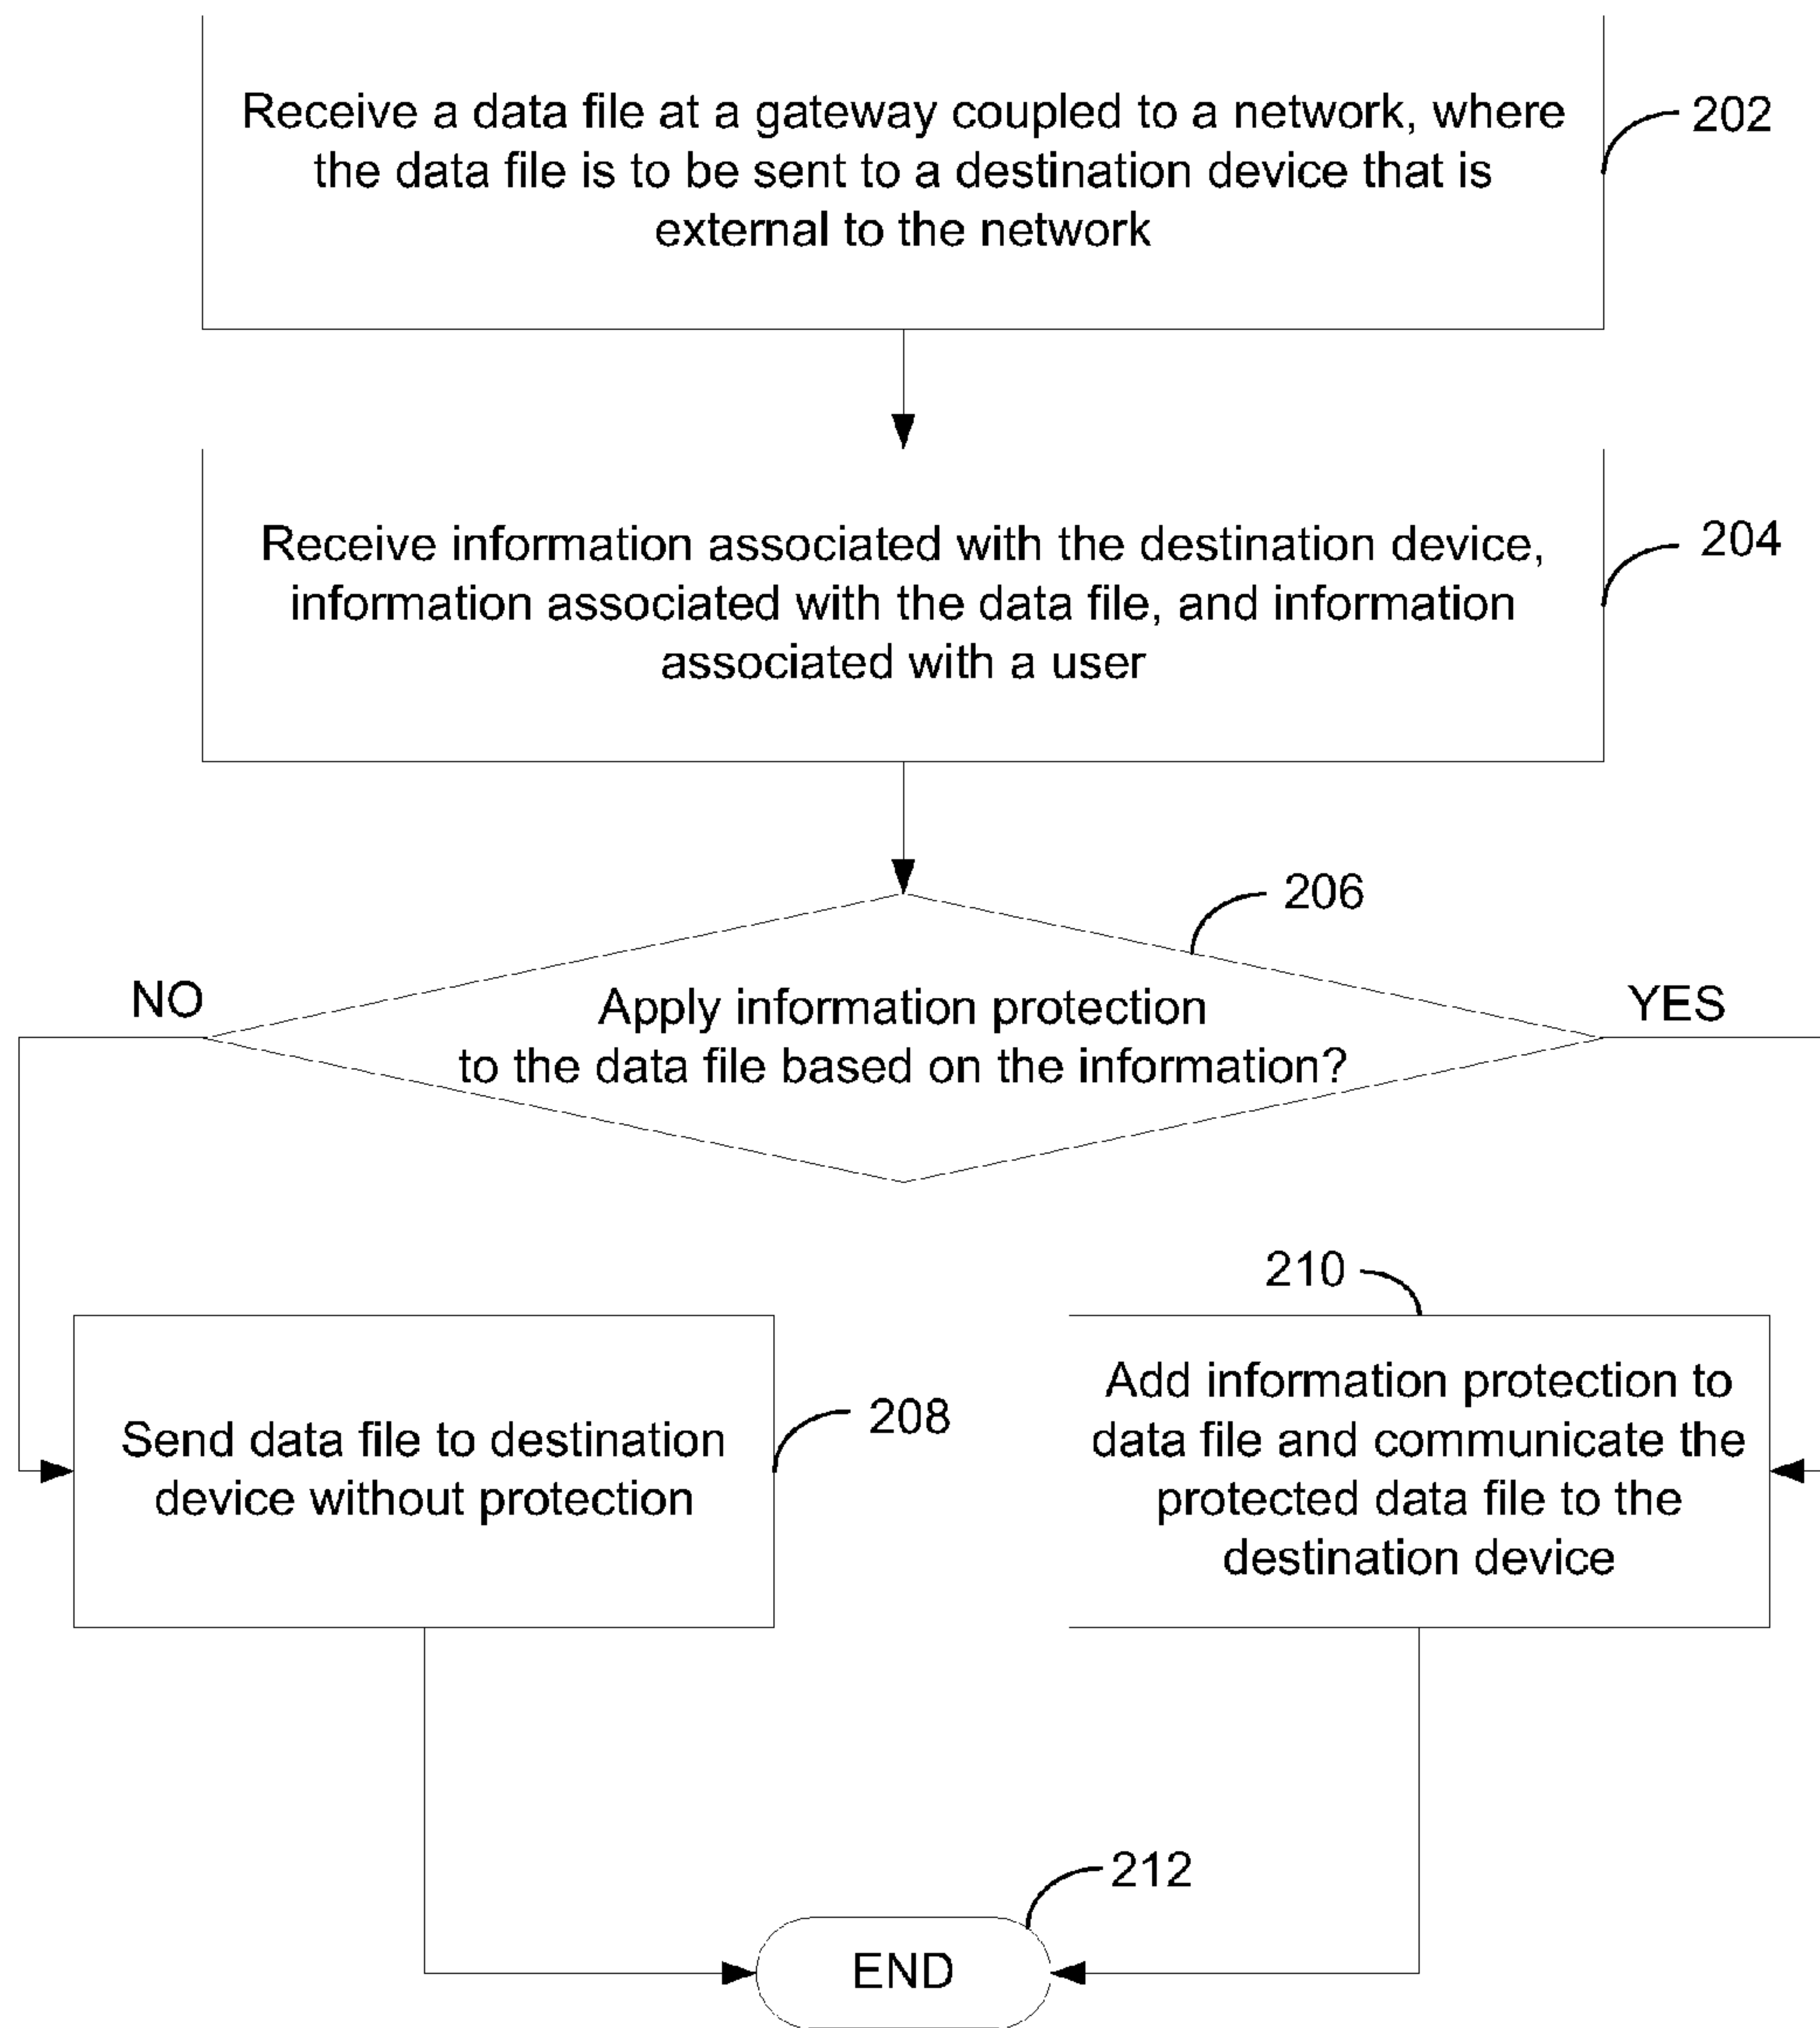 Receive a data file at a gateway coupled to a network, where
the data file is to be sent to a destination device that is
external to the network
202
Receive information associated with the destination device,
information associated with the data file, and information
associated with a user
204
206
NO
Apply information protection
to the data file based on the information?
YES
208
Send data file to destination
device without protection
210
Add information protection to
data file and communicate the
protected data file to the
destination device
212
END